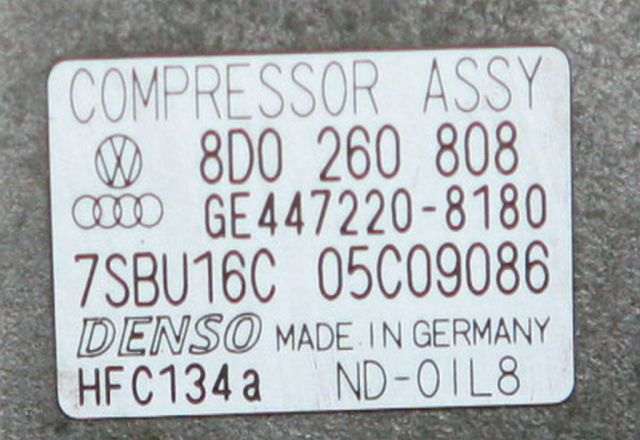 COMPRESSOR ASSY
8D0 260 808
GE447220-8180
7SBU16C 05C09086
DENSO MADE IN GERMANY
HFC134a ND-OIL8